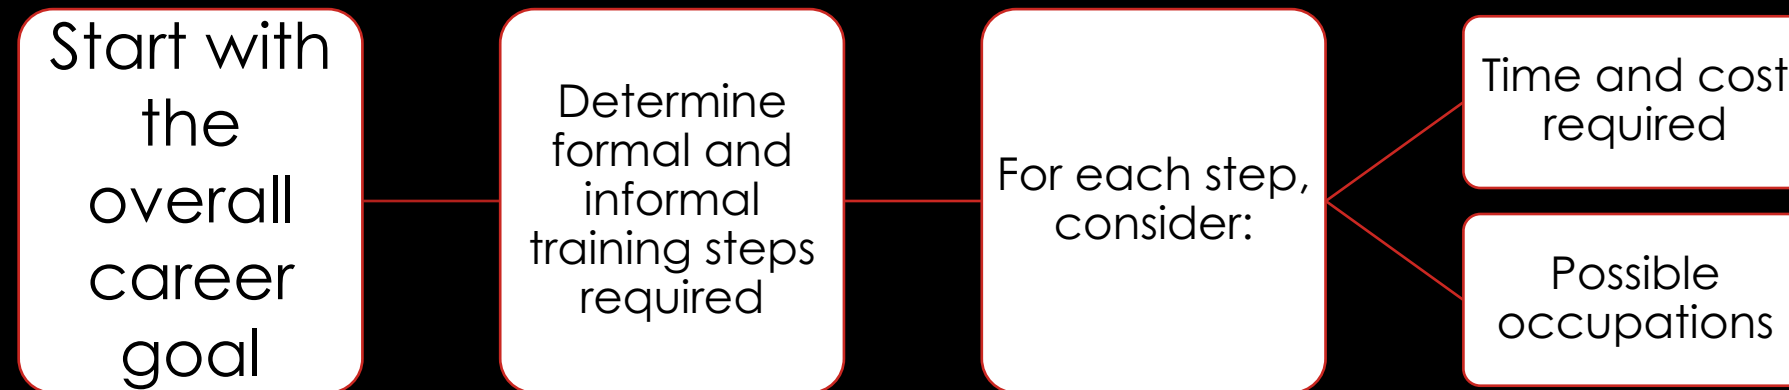 Start with
the
overall
career
goal
Determine
formal and
informal
training steps
required
For each step,
consider:
Time and cost
required
Possible
occupations